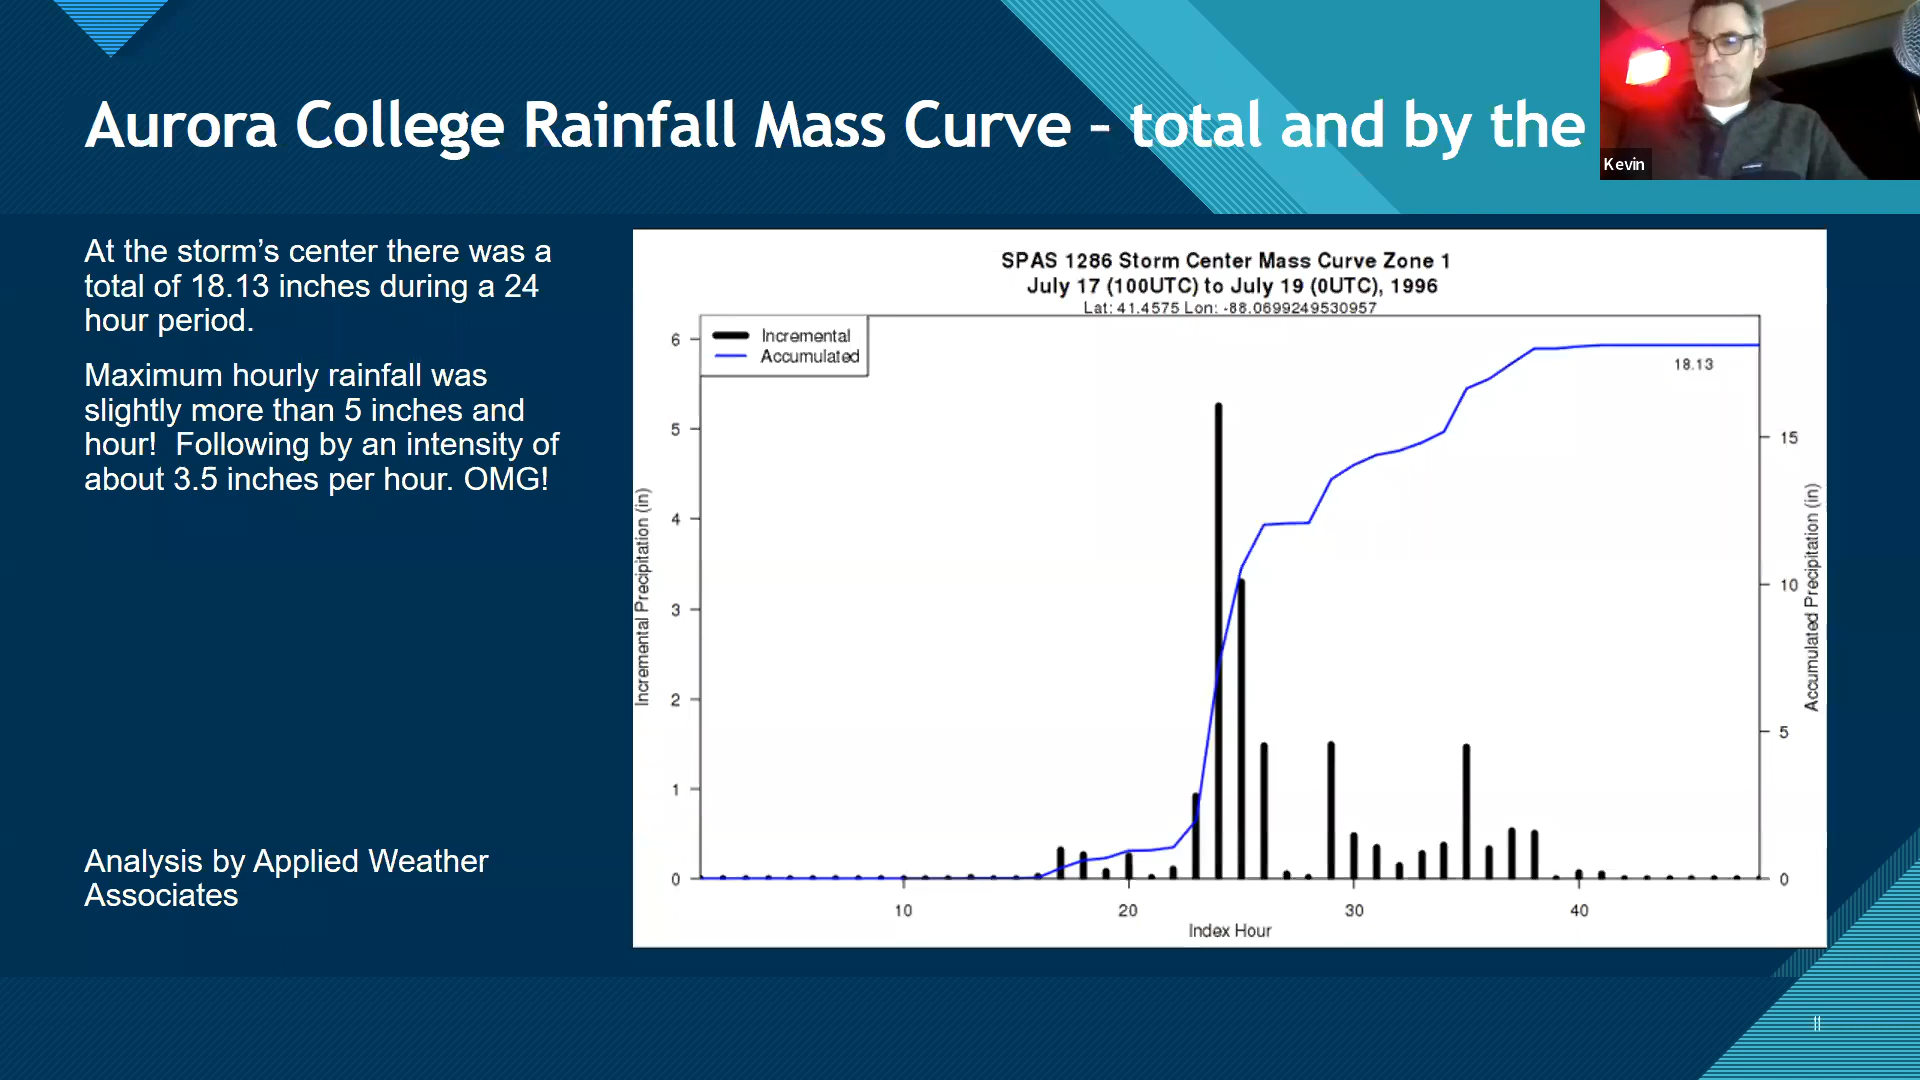 Aurora College Rainfall Mass Curve - total and by the
Kevin
At the storm's center there was a
total of 18.13 inches during a 24
hour period.
Maximum hourly rainfall was
slightly more than 5 inches and
hour!  Following by an intensity of
about 3.5 inches per hour. OMG!
Analysis by Applied Weather
Associates
SPAS 1286 Storm Center Mass Curve Zone 1
July 17 (100UTC) to July 19 (0UTC), 1996
Lat: 41.4575 Lon: -88.0699249530957
Incremental
Accumulated
18.13
Incremental Precipitation (in)
6
5
4
3
2
1
0
15
10
5
0
Accumulated Precipitation (in)
10 20 30 40
Index Hour
11